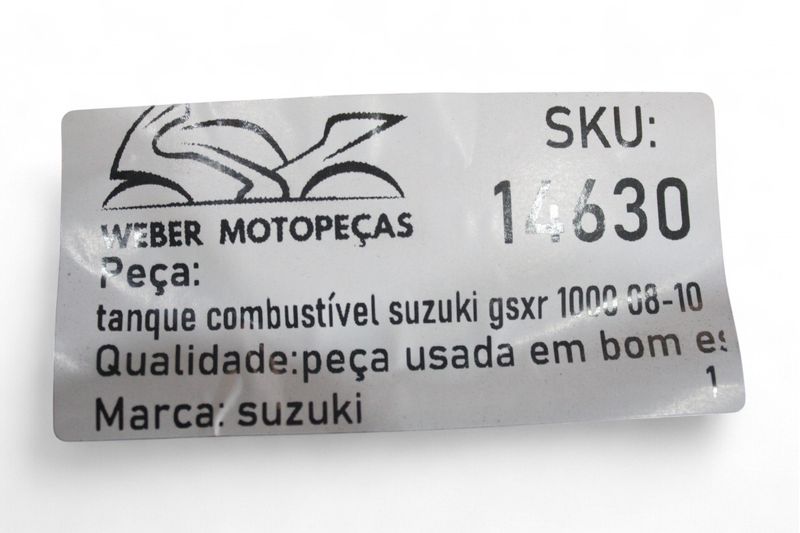 SKU:
14630
WEBER MOTOPEÇAS
Peça:
tanque combustível suzuki gsxr 1000 08-10
Qualidade:peça usada em bom es
1
Marca: suzuki